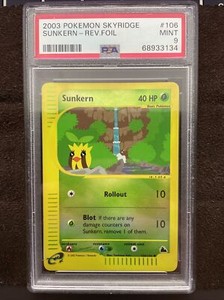 2003 POKEMON SKYRIDGE #106
SUNKERN-REV.FOIL MINT
9
PSA 68933134
Sunkern 40 HP
Rollout 10
Blot If there are any 10
damage counters on
Sunkern, remove 1 of them.
e